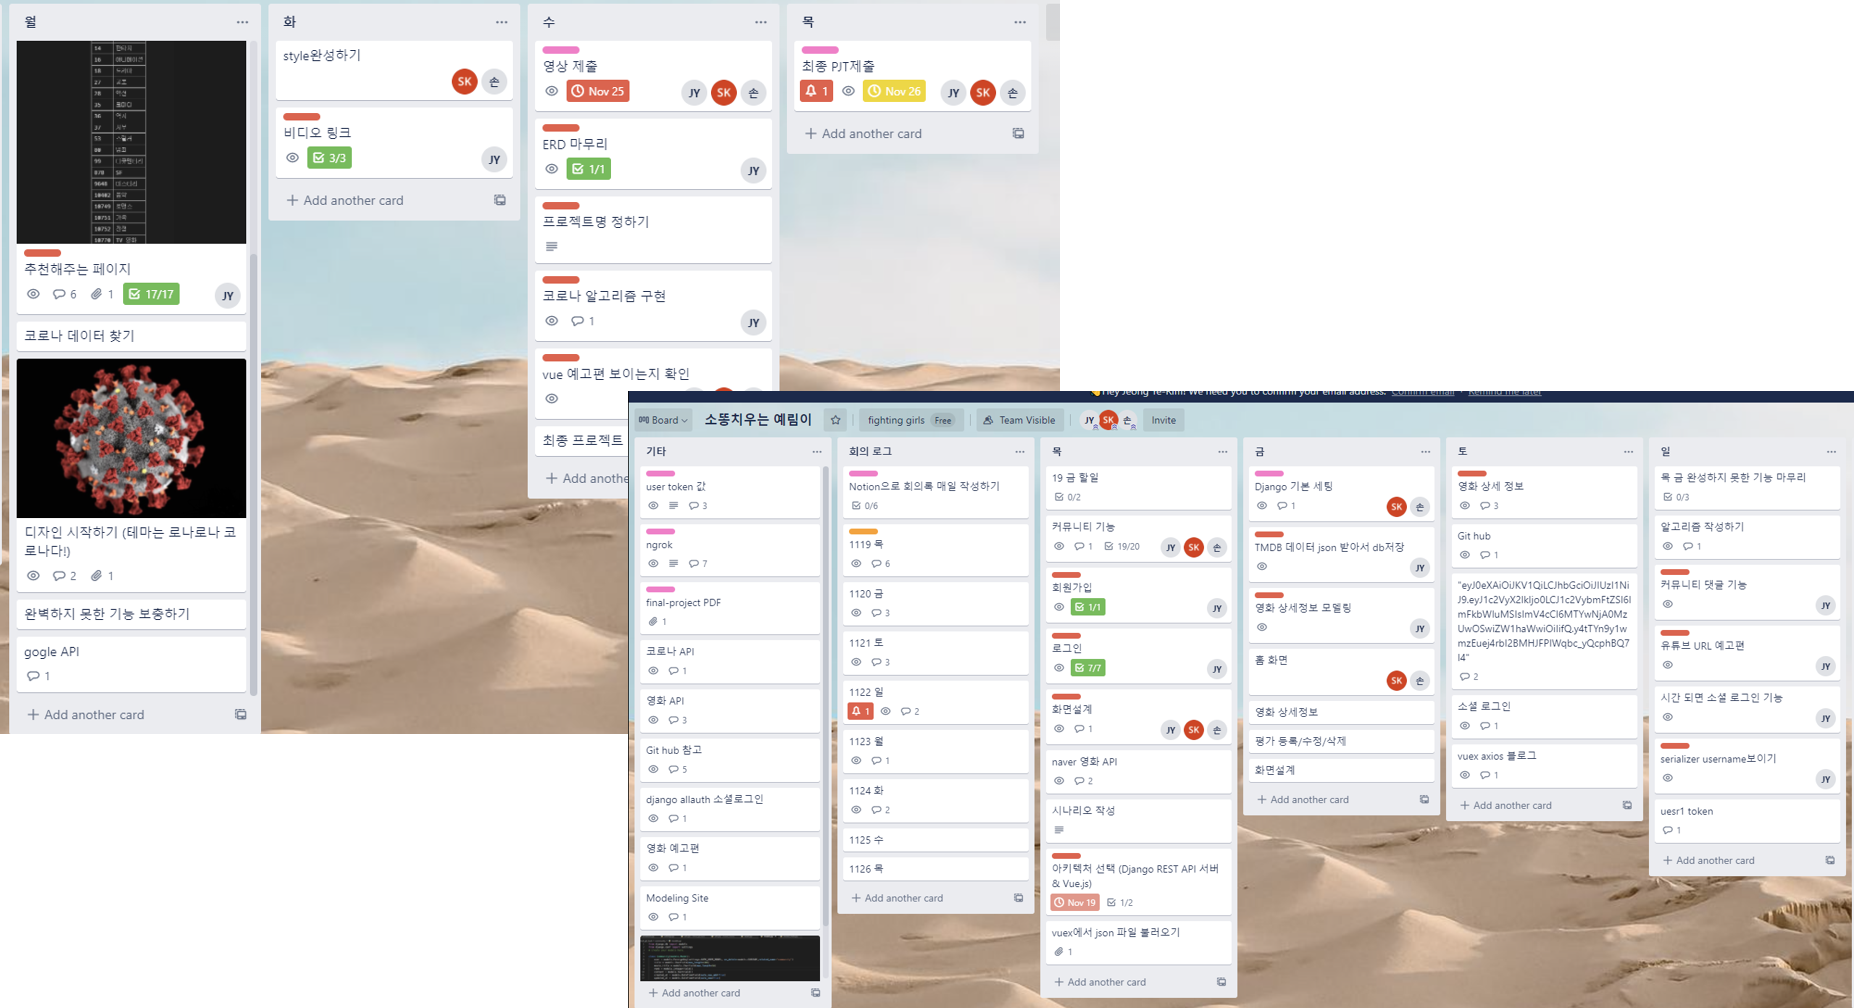 월
14
16
18
27
78
35
36
37
53
80
99
878 SF
9648
10402
10749
10751
10752
10770 TV 영화
추천해주는 페이지
6 1 17/17 JY
코로나 데이터 찾기
디자인 시작하기 (테마는 로나로나 코
로나다!)
2 1
완벽하지 못한 기능 보충하기
gogle API
1
+ Add another card
화
style완성하기
SK 손
비디오 링크
3/3 JY
+ Add another card
수
영상 제출
Nov 25 JY SK 손
ERD 마무리
1/1 JY
프로젝트명 정하기
코로나 알고리즘 구현
1 JY
vue 예고편 보이는지 확인
최종 프로젝트
+ Add anothe
목
최종 PJT제출
1 Nov 26 JY SK 손
+ Add another card
Hey Jeong Ye-Rim! We need you to confirm your email address. Confirm email · Remind me later
Board 소똥치우는 예림이 fighting girls Free Team Visible JY SK 손 Invite
기타
user token 값
3
ngrok
7
final-project PDF
1
코로나 API
1
영화 API
3
Git hub 참고
5
django allauth 소셜로그인
1
영화 예고편
1
Modeling Site
1
+ Add another card
회의 로그
Notion으로 회의록 매일 작성하기
0/6
1119 목
6
1120 금
3
1121 토
3
1122 일
1 2
1123 월
1
1124 화
2
1125 수
1126 목
+ Add another card
목
19 금 할일
0/2
커뮤니티 기능
1 19/20 JY SK 손
회원가입
1/1 JY
로그인
7/7 JY
화면설계
1 JY SK 손
naver 영화 API
2
시나리오 작성
아키텍처 선택 (Django REST API 서버
& Vue.js)
Nov 19 1/2
vuex에서 json 파일 불러오기
1
+ Add another card
금
Django 기본 세팅
1 SK 손
TMDB 데이터 json 받아서 db저장
JY
영화 상세정보 모델링
JY
홈 화면
SK 손
영화 상세정보
평가 등록/수정/삭제
화면설계
+ Add another card
토
영화 상세 정보
3
Git hub
1
2
소셜 로그인
1
vuex axios 블로그
1
+ Add another card
일
목 금 완성하지 못한 기능 마무리
0/3
알고리즘 작성하기
1
커뮤니티 댓글 기능
JY
유튜브 URL 예고편
JY
시간 되면 소셜 로그인 기능
JY
serializer username보이기
JY
uesr1 token
1
+ Add another card